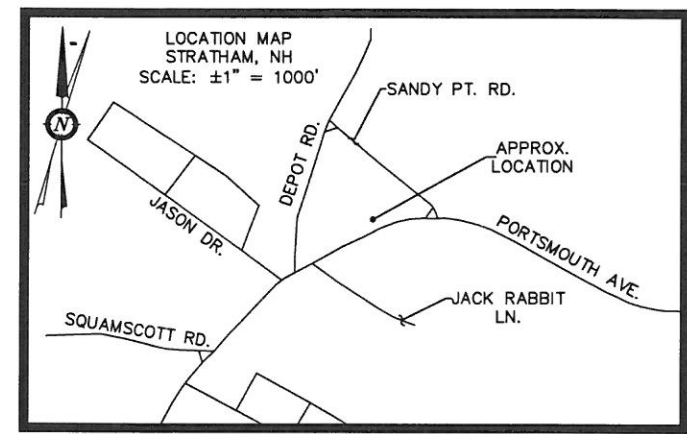 LOCATION MAP
STRATHAM, NH
SCALE: ±1" = 1000'
SANDY PT. RD.
DEPOT RD.
APPROX.
LOCATION
N
JASON DR.
PORTSMOUTH AVE.
JACK RABBIT
LN.
SQUAMSCOTT RD.